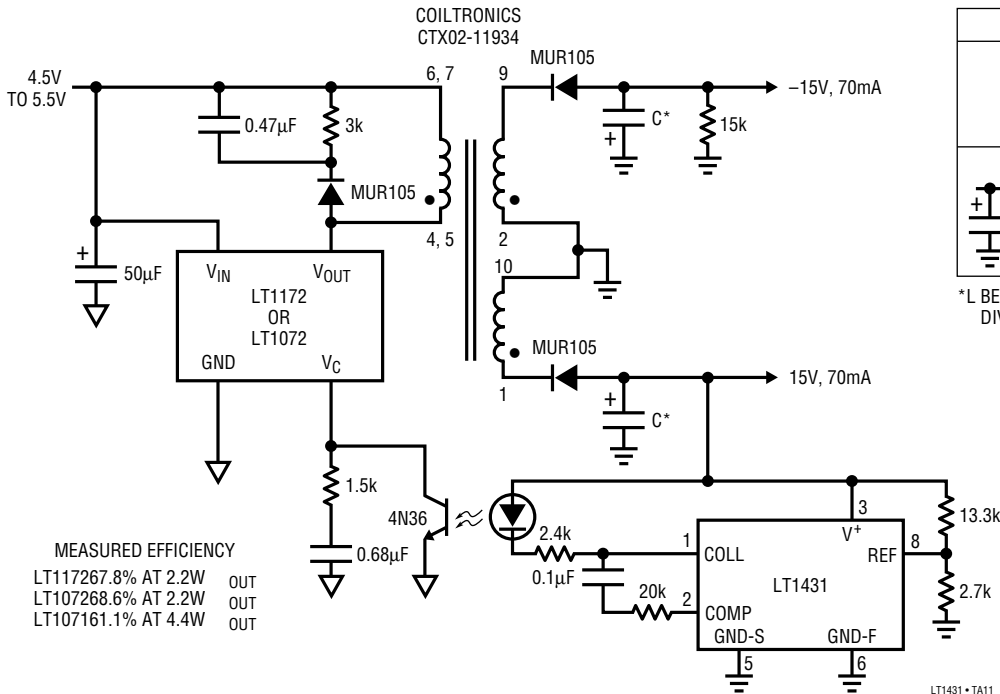 COILTRONICS
CTX02-11934
4.5V
TO 5.5V
0.47µF
3k
MUR105
6, 7
4, 5
9
2
10
1
MUR105
C*
+
15k
–15V, 70mA
+
50µF
VIN
VOUT
LT1172
OR
LT1072
GND
VC
MUR105
+
C*
15V, 70mA
1.5k
0.68µF
4N36
2.4k
0.1µF
20k
1
COLL
2
COMP
3
V+
8
REF
LT1431
GND-S
GND-F
5
6
13.3k
2.7k
MEASURED EFFICIENCY
LT117267.8% AT 2.2W OUT
LT107268.6% AT 2.2W OUT
LT107161.1% AT 4.4W OUT
+
*L BE
DIV
LT1431 • TA11